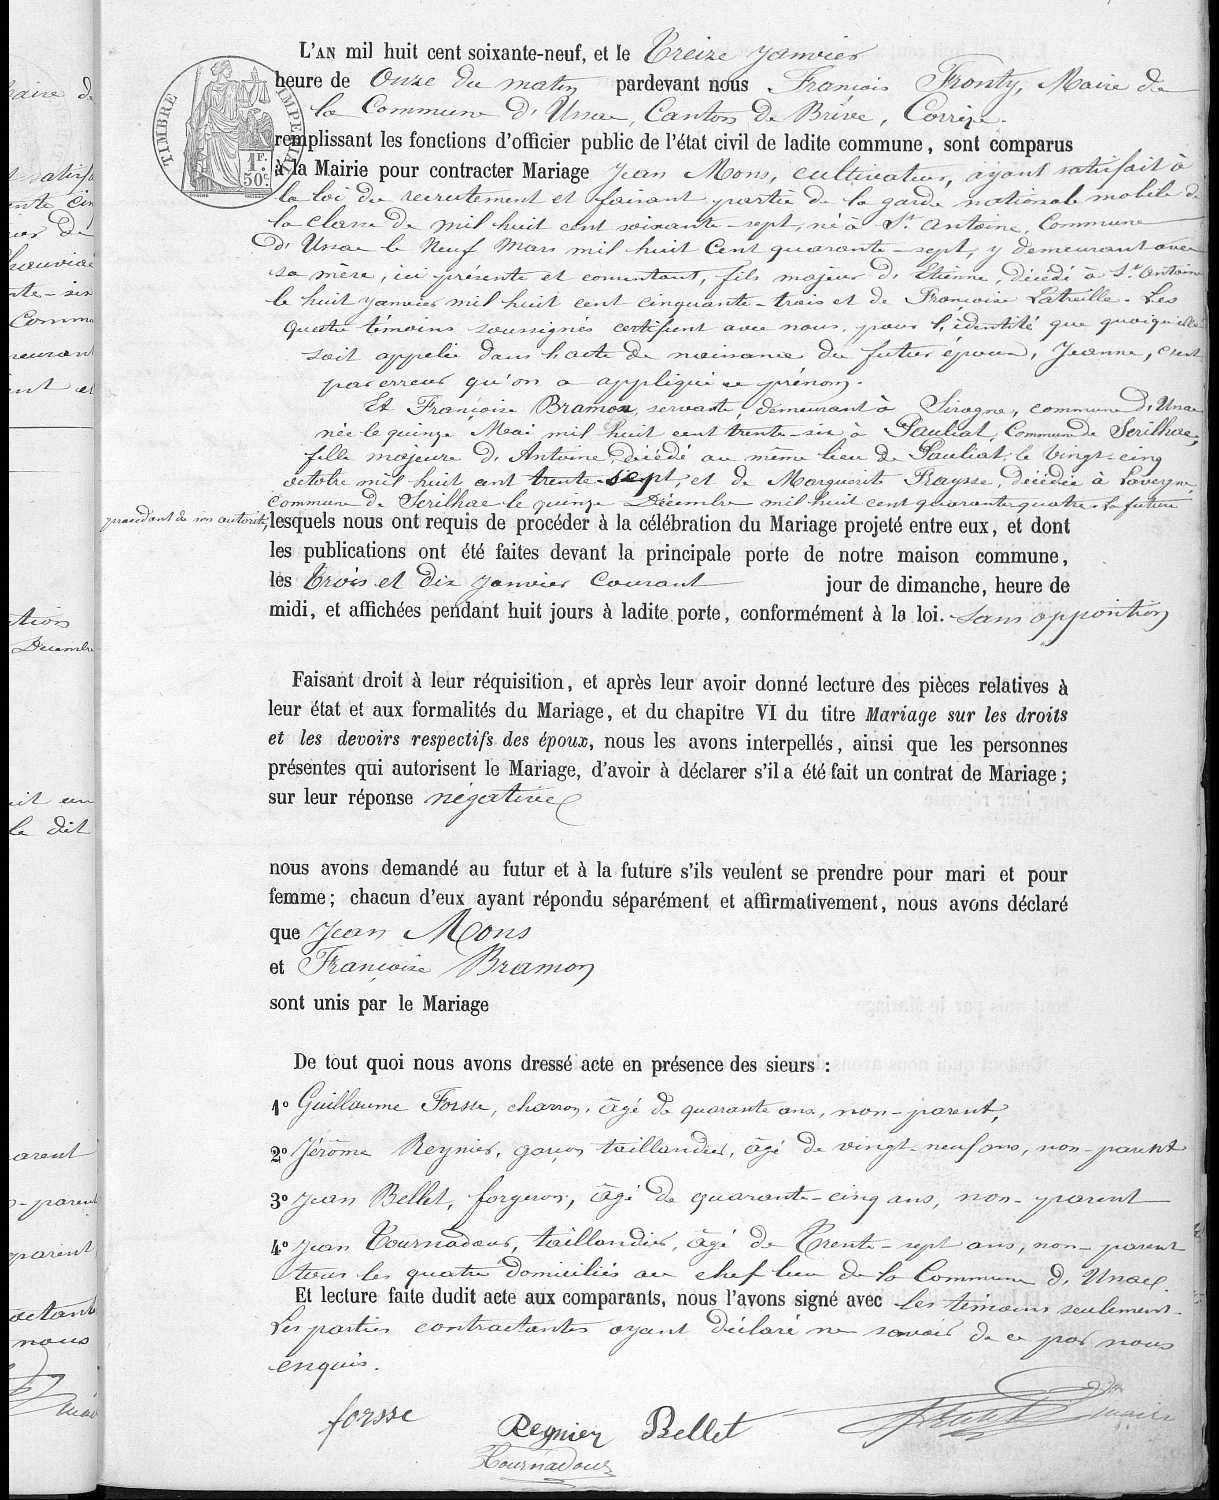 L'AN mil huit cent soixante-neuf, et le Treize Janvier
heure de Onze du matin pardevant nous François Fronty, Maire de
la Commune d'Ussac, Canton de Brive, Corrèze.
TIMBRE IMPERIAL
1 F. 50 c.
remplissant les fonctions d'officier public de l'état civil de ladite commune, sont comparus
à la Mairie pour contracter Mariage Jean Mons, cultivateur, ayant satisfait à
la loi du recrutement et faisant partie de la garde nationale mobile de
la classe de mil huit cent soixante-sept, né à St Antoine, Commune
d'Ussac le Neuf Mars mil huit Cent quarante-sept, y demeurant avec
sa mère, ici présente et consentant, fils majeur d'Etienne, décédé à St Antoine
le huit janvier mil huit cent cinquante-trois et de Françoise Latreille. Les
quatre témoins soussignés certifient avec nous, pour l'identité que quoiqu'elle
soit appelée dans l'acte de naissance du futur époux, Jeanne, c'est
par erreur qu'on a appliqué ce prénom.
Et Françoise Bramon, servante, demeurant à Siorogne, commune d'Ussac
née le quinze Mai mil huit cent trente-six à Pauliat, Commune de Serilhac,
fille majeure d'Antoine, décédé au même lieu de Pauliat, le vingt-cinq
octobre mil huit cent trente-sept, et de Marguerite Fraysse, décédée à Lavergne,
commune de Serilhac le quinze Décembre mil huit cent quarante quatre. La future
procédant de son autorité, lesquels nous ont requis de procéder à la célébration du Mariage projeté entre eux, et dont
les publications ont été faites devant la principale porte de notre maison commune,
les Trois et dix janvier Courant jour de dimanche, heure de
midi, et affichées pendant huit jours à ladite porte, conformément à la loi. Sans opposition
Faisant droit à leur réquisition, et après leur avoir donné lecture des pièces relatives à
leur état et aux formalités du Mariage, et du chapitre VI du titre Mariage sur les droits
et les devoirs respectifs des époux, nous les avons interpellés, ainsi que les personnes
présentes qui autorisent le Mariage, d'avoir à déclarer s'il a été fait un contrat de Mariage;
sur leur réponse négative
nous avons demandé au futur et à la future s'ils veulent se prendre pour mari et pour
femme; chacun d'eux ayant répondu séparément et affirmativement, nous avons déclaré
que Jean Mons
et Françoise Bramon
sont unis par le Mariage
De tout quoi nous avons dressé acte en présence des sieurs :
1º Guillaume Forsse, charron, âgé de quarante ans, non-parent,
2º Jérôme Reynier, garçon taillandier, âgé de vingt-neuf ans, non-parent
3º Jean Bellet, forgeron, âgé de quarante-cinq ans, non-parent
4º Jean Tournadour, taillandier, âgé de Trente-sept ans, non-parent
tous les quatre domiciliés au chef lieu de la Commune d'Ussac.
Et lecture faite dudit acte aux comparants, nous l'avons signé avec les témoins seulement.
Les parties contractantes ayant déclaré ne savoir de ce par nous
enquis.
forsse Regnier Bellet Fronty maire
Tournadour